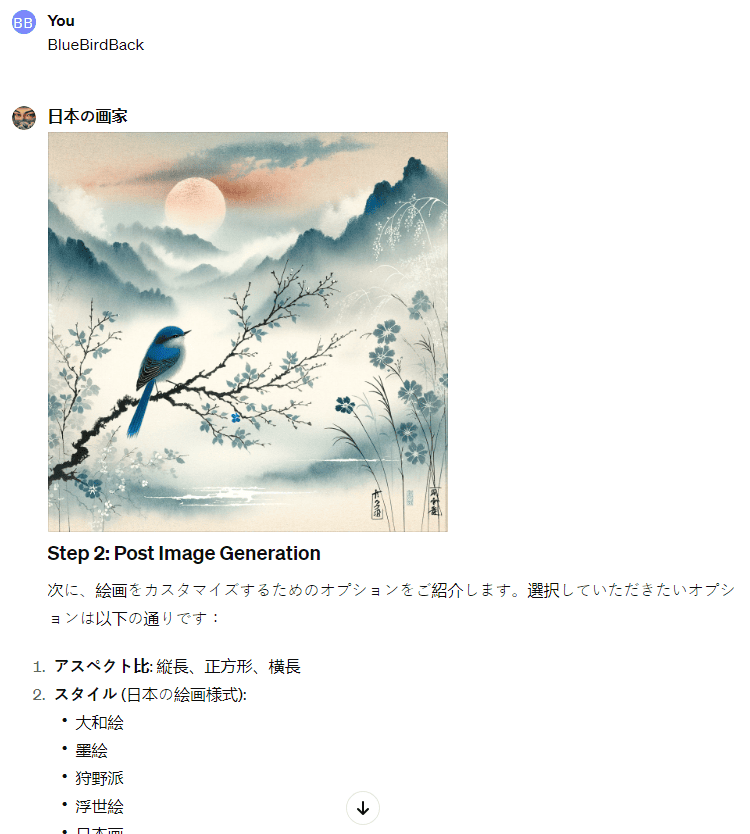 BB
You
BlueBirdBack
日本の画家
Step 2: Post Image Generation
次に、絵画をカスタマイズするためのオプションをご紹介します。選択していただきたいオプシ
ョンは以下の通りです：
1. アスペクト比: 縦長、正方形、横長
2. スタイル (日本の絵画様式):
• 大和絵
• 墨絵
• 狩野派
• 浮世絵
• 日本画